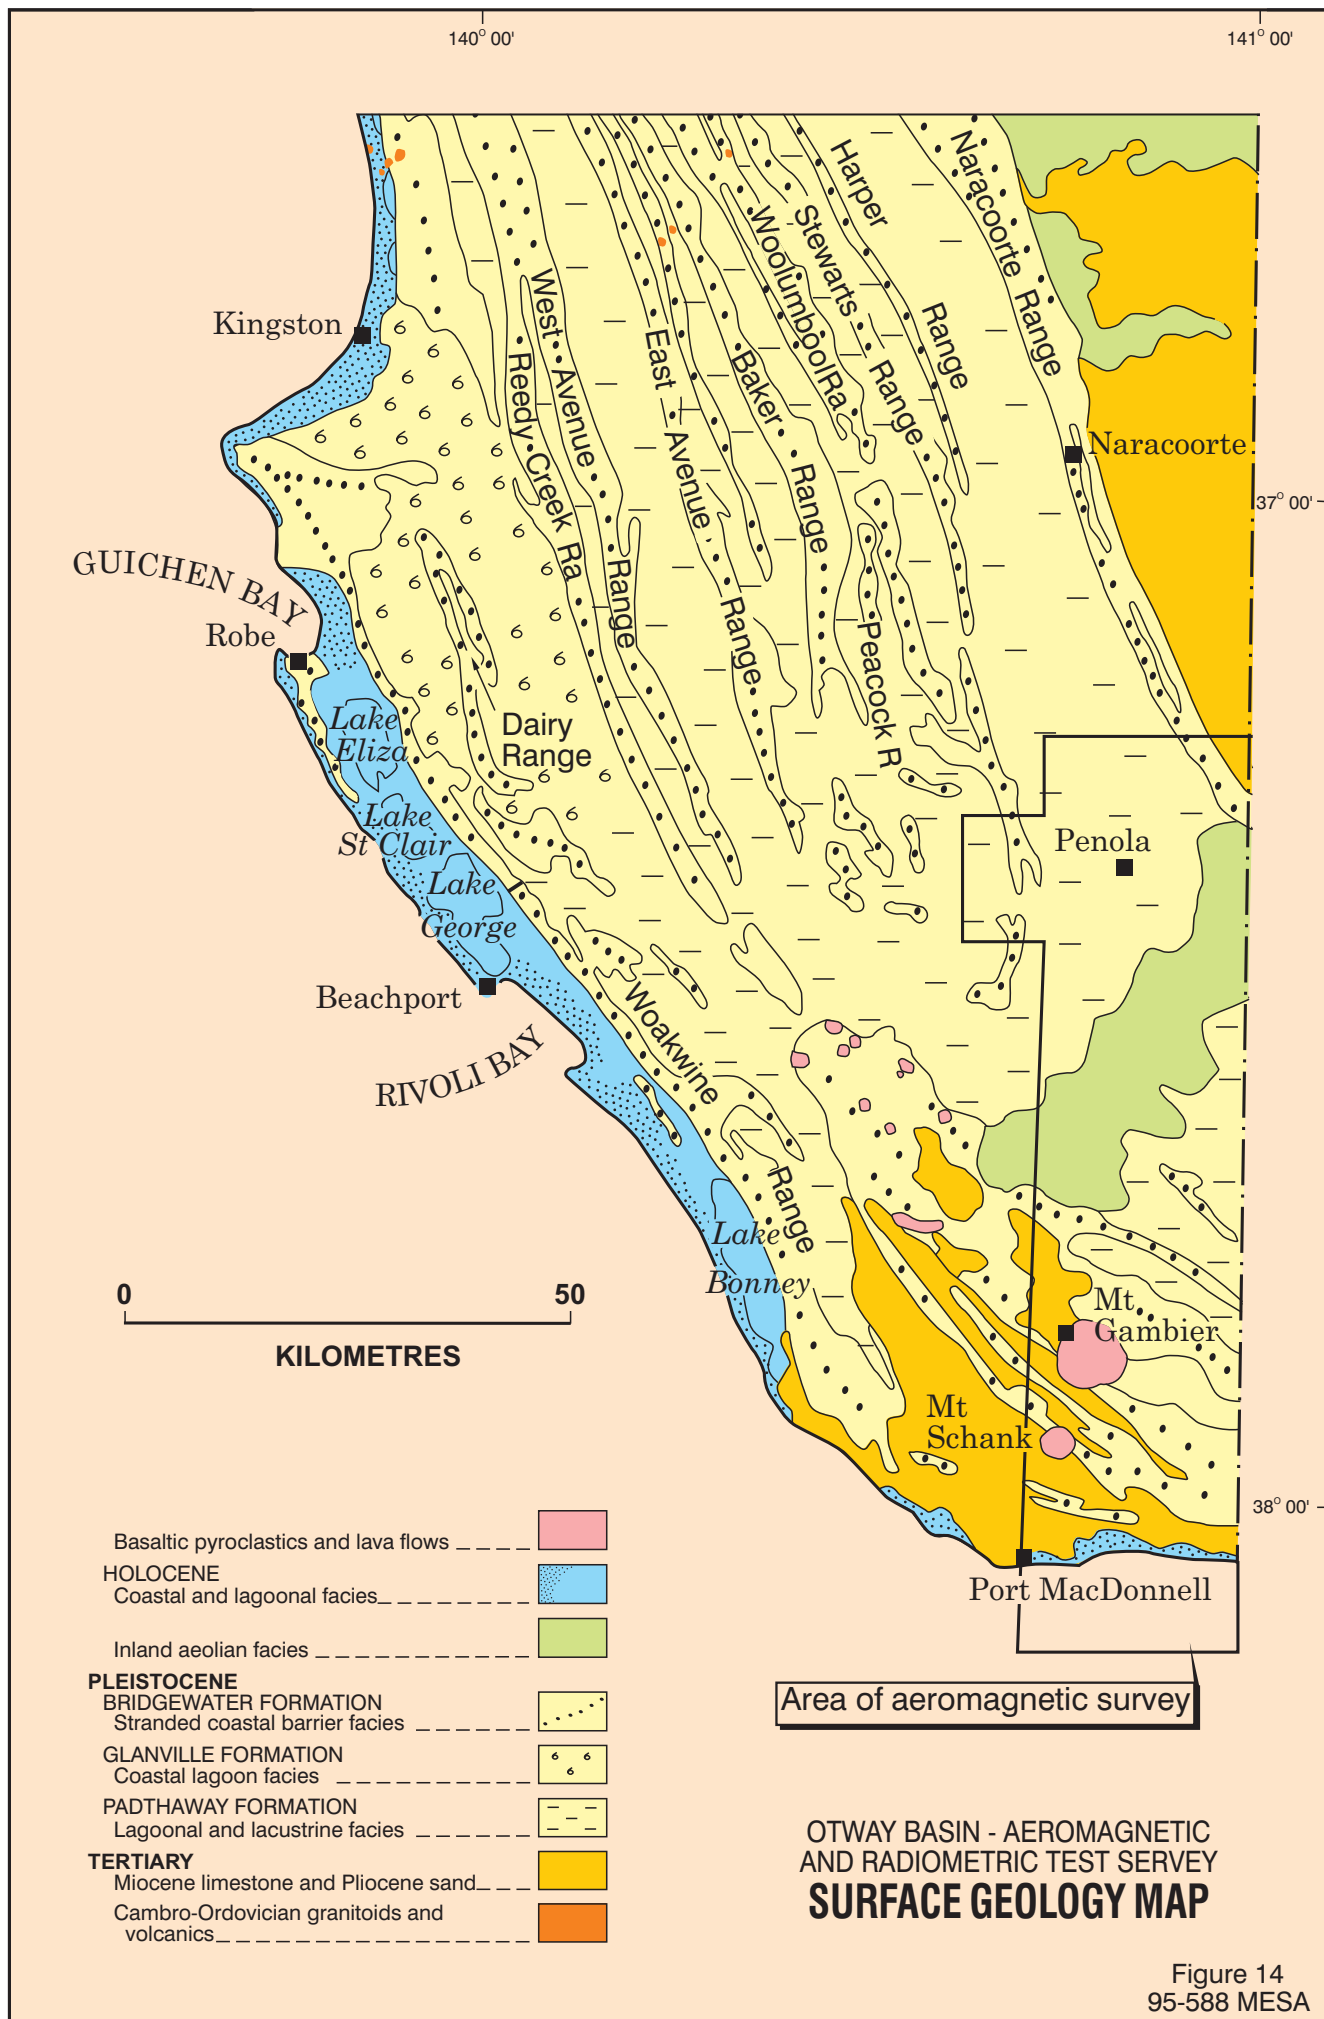 140° 00'
141° 00'
Harper
Range
Naracoorte Range
Stewarts
Range
Woolumbool Ra
West
Avenue
Range
East
Avenue
Range
Baker
Range
Reedy Creek Ra
Kingston
Naracoorte
37° 00'
GUICHEN BAY
Robe
Peacock R
Dairy
Range
Lake
Eliza
Lake
St Clair
Lake
George
Penola
Beachport
RIVOLI BAY
Woakwine
Range
Lake
Bonney
0
50
KILOMETRES
Mt
Gambier
Mt
Schank
38° 00'
Port MacDonnell
Area of aeromagnetic survey
Basaltic pyroclastics and lava flows
HOLOCENE
Coastal and lagoonal facies
Inland aeolian facies
PLEISTOCENE
BRIDGEWATER FORMATION
Stranded coastal barrier facies
GLANVILLE FORMATION
Coastal lagoon facies
PADTHAWAY FORMATION
Lagoonal and lacustrine facies
TERTIARY
Miocene limestone and Pliocene sand
Cambro-Ordovician granitoids and
volcanics
OTWAY BASIN - AEROMAGNETIC
AND RADIOMETRIC TEST SERVEY
SURFACE GEOLOGY MAP
Figure 14
95-588 MESA